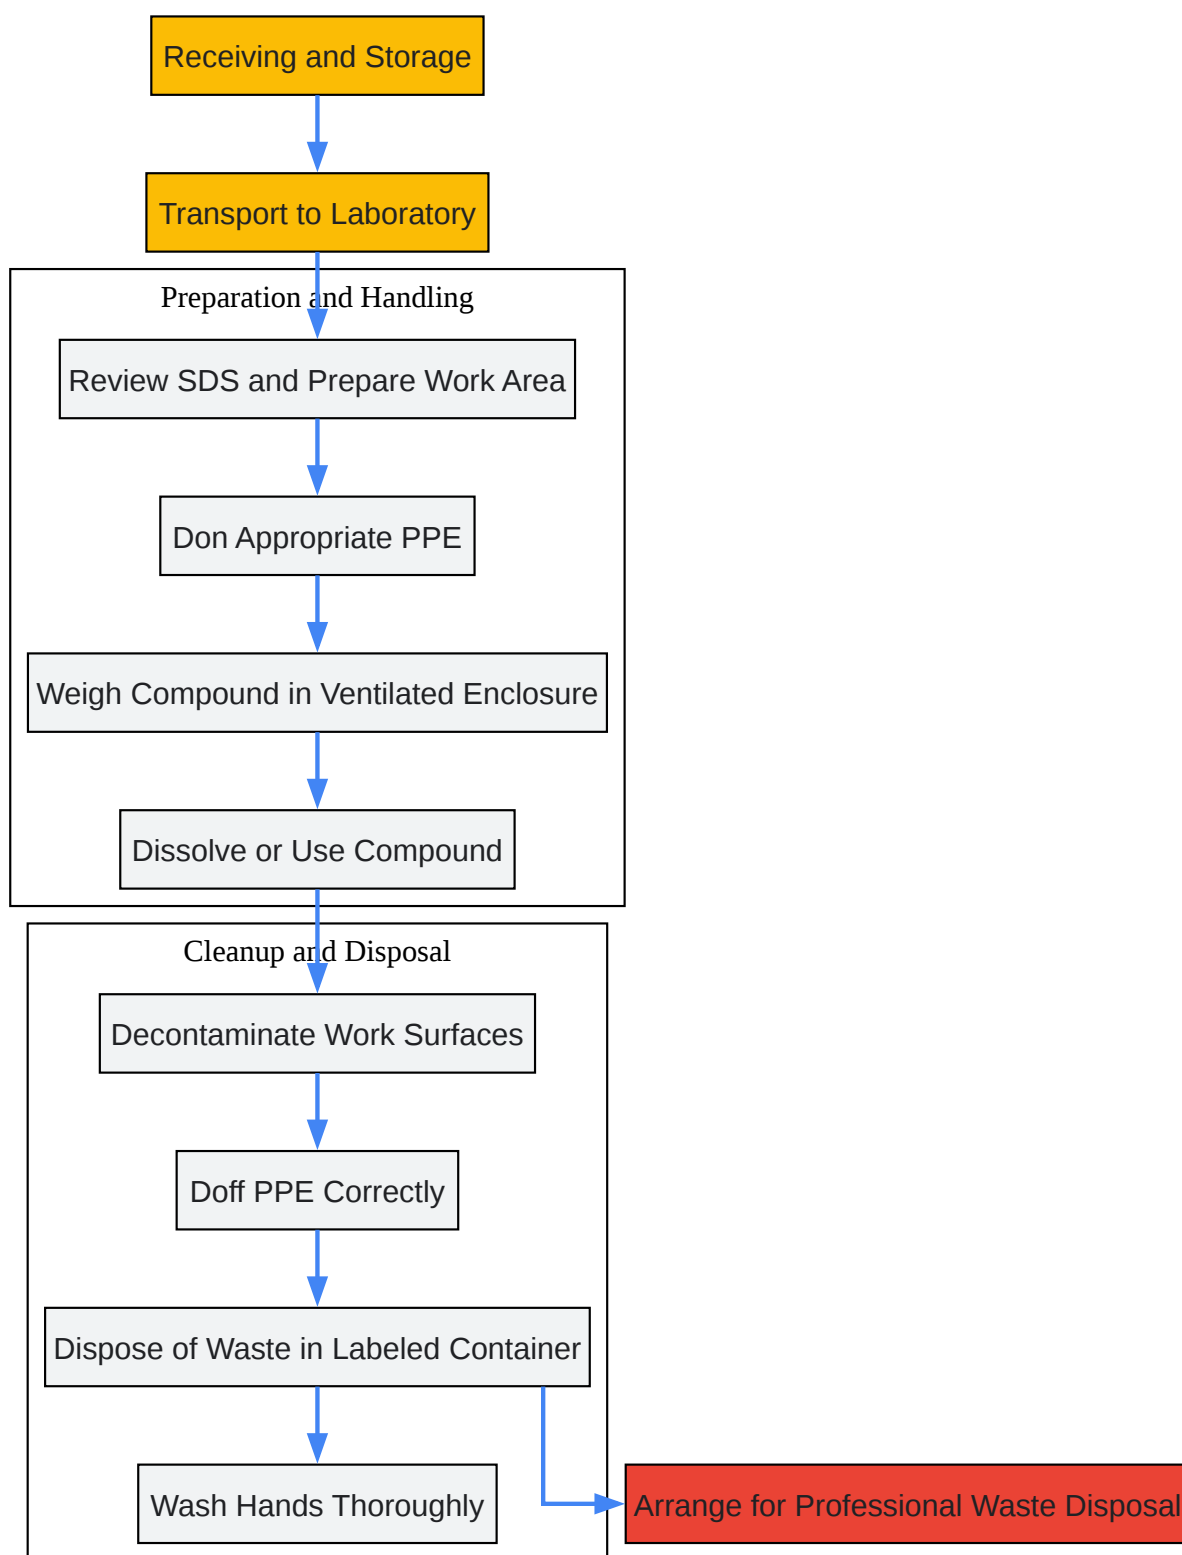 Receiving and Storage
Transport to Laboratory
Preparation and Handling
Review SDS and Prepare Work Area
Don Appropriate PPE
Weigh Compound in Ventilated Enclosure
Dissolve or Use Compound
Cleanup and Disposal
Decontaminate Work Surfaces
Doff PPE Correctly
Dispose of Waste in Labeled Container
Wash Hands Thoroughly
Arrange for Professional Waste Disposal